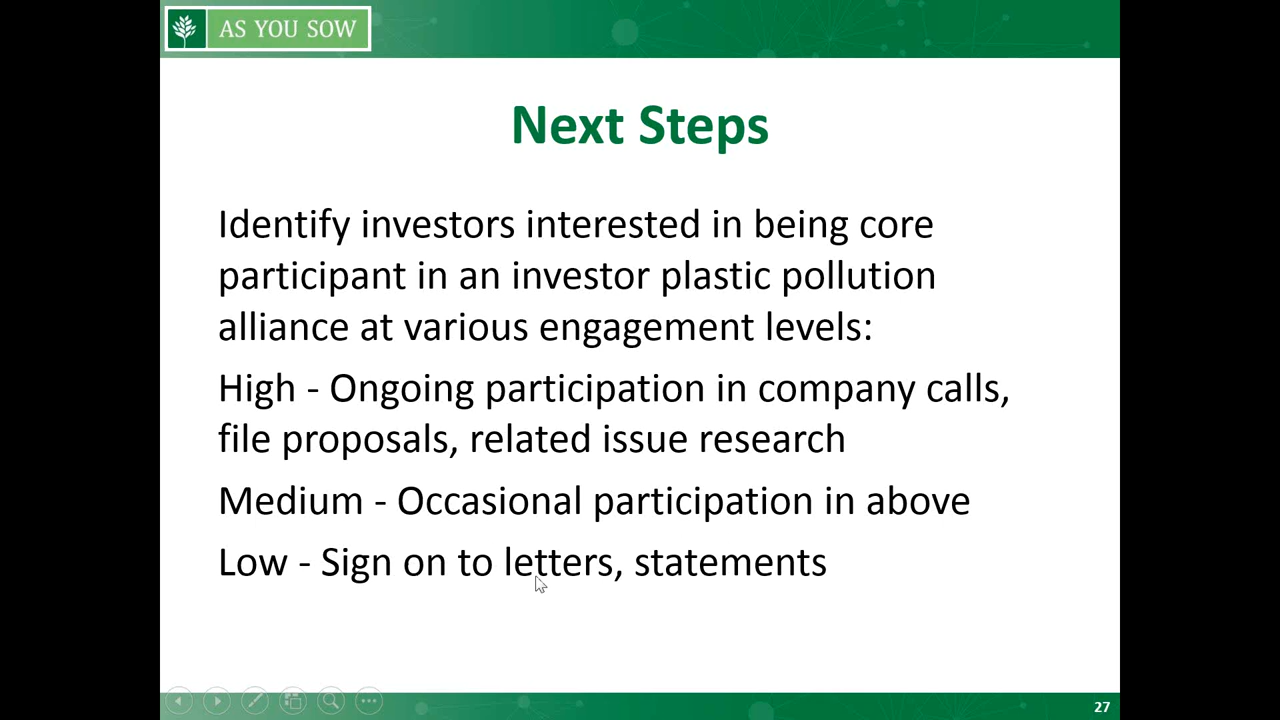 AS YOU SOW
Next Steps
Identify investors interested in being core
participant in an investor plastic pollution
alliance at various engagement levels:
High - Ongoing participation in company calls,
file proposals, related issue research
Medium - Occasional participation in above
Low - Sign on to letters, statements
27